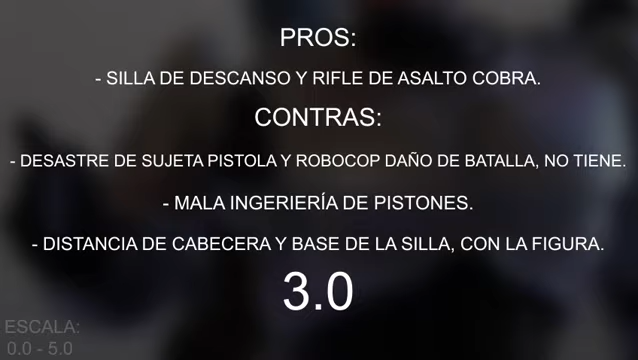 PROS:
- SILLA DE DESCANSO Y RIFLE DE ASALTO COBRA.
CONTRAS:
- DESASTRE DE SUJETA PISTOLA Y ROBOCOP DAÑO DE BATALLA, NO TIENE.
- MALA INGERIERÍA DE PISTONES.
- DISTANCIA DE CABECERA Y BASE DE LA SILLA, CON LA FIGURA.
3.0
ESCALA:
0.0 - 5.0